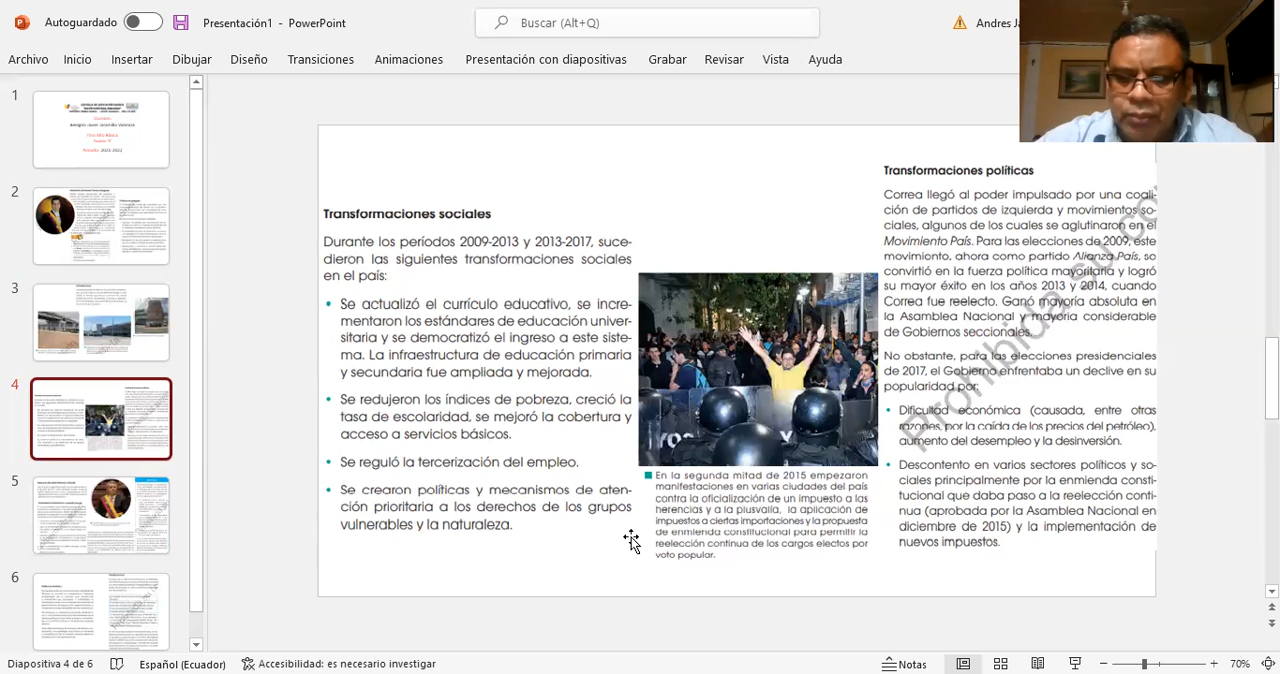 Autoguardado
Presentación1 - PowerPoint
Buscar (Alt+Q)
Andres Ja
Archivo Inicio Insertar Dibujar Diseño Transiciones Animaciones Presentación con diapositivas Grabar Revisar Vista Ayuda
1
2
3
4
5
6
Transformaciones sociales
Durante los períodos 2009-2013 y 2013-2017, suce-
dieron las siguientes transformaciones sociales
en el país:
• Se actualizó el currículo educativo, se incre-
mentaron los estándares de educación univer-
sitaria y se democratizó el ingreso a este siste-
ma. La infraestructura de educación primaria
y secundaria fue ampliada y mejorada.
• Se redujeron los índices de pobreza, creció la
tasa de escolaridad y mejoró la cobertura y
acceso a servicios básicos.
• Se reguló la tercerización del empleo.
• Se crearon políticas y mecanismos de aten-
ción prioritaria a los derechos de los grupos
vulnerables y la naturaleza.
En la segunda mitad de 2015 empezaron
manifestaciones en varias ciudades del país
contra la oficialización de un impuesto a las
herencias y a la plusvalía, la aplicación de
impuestos a ciertas importaciones y la propuesta
de enmienda constitucional para permitir la
reelección continua de los cargos electos por
voto popular.
Transformaciones políticas
Correa llegó al poder impulsado por una coali-
ción de partidos de izquierda y movimientos so-
ciales, algunos de los cuales se aglutinaron en el
Movimiento País. Para las elecciones de 2009, este
movimiento, ahora como partido Alianza País, se
convirtió en la fuerza política mayoritaria y logró
su mayor éxito en los años 2013 y 2014, cuando
Correa fue reelecto. Ganó mayoría absoluta en
la Asamblea Nacional y mayoría considerable
de Gobiernos seccionales.
No obstante, para las elecciones presidenciales
de 2017, el Gobierno enfrentaba un declive en su
popularidad por:
• Dificultad económica (causada, entre otras
razones, por la caída de los precios del petróleo),
aumento del desempleo y la desinversión.
• Descontento en varios sectores políticos y so-
ciales principalmente por la enmienda consti-
tucional que daba paso a la reelección conti-
nua (aprobada por la Asamblea Nacional en
diciembre de 2015) y la implementación de
nuevos impuestos.
Prohibida su
Diapositiva 4 de 6
Español (Ecuador)
Accesibilidad: es necesario investigar
Notas
70%